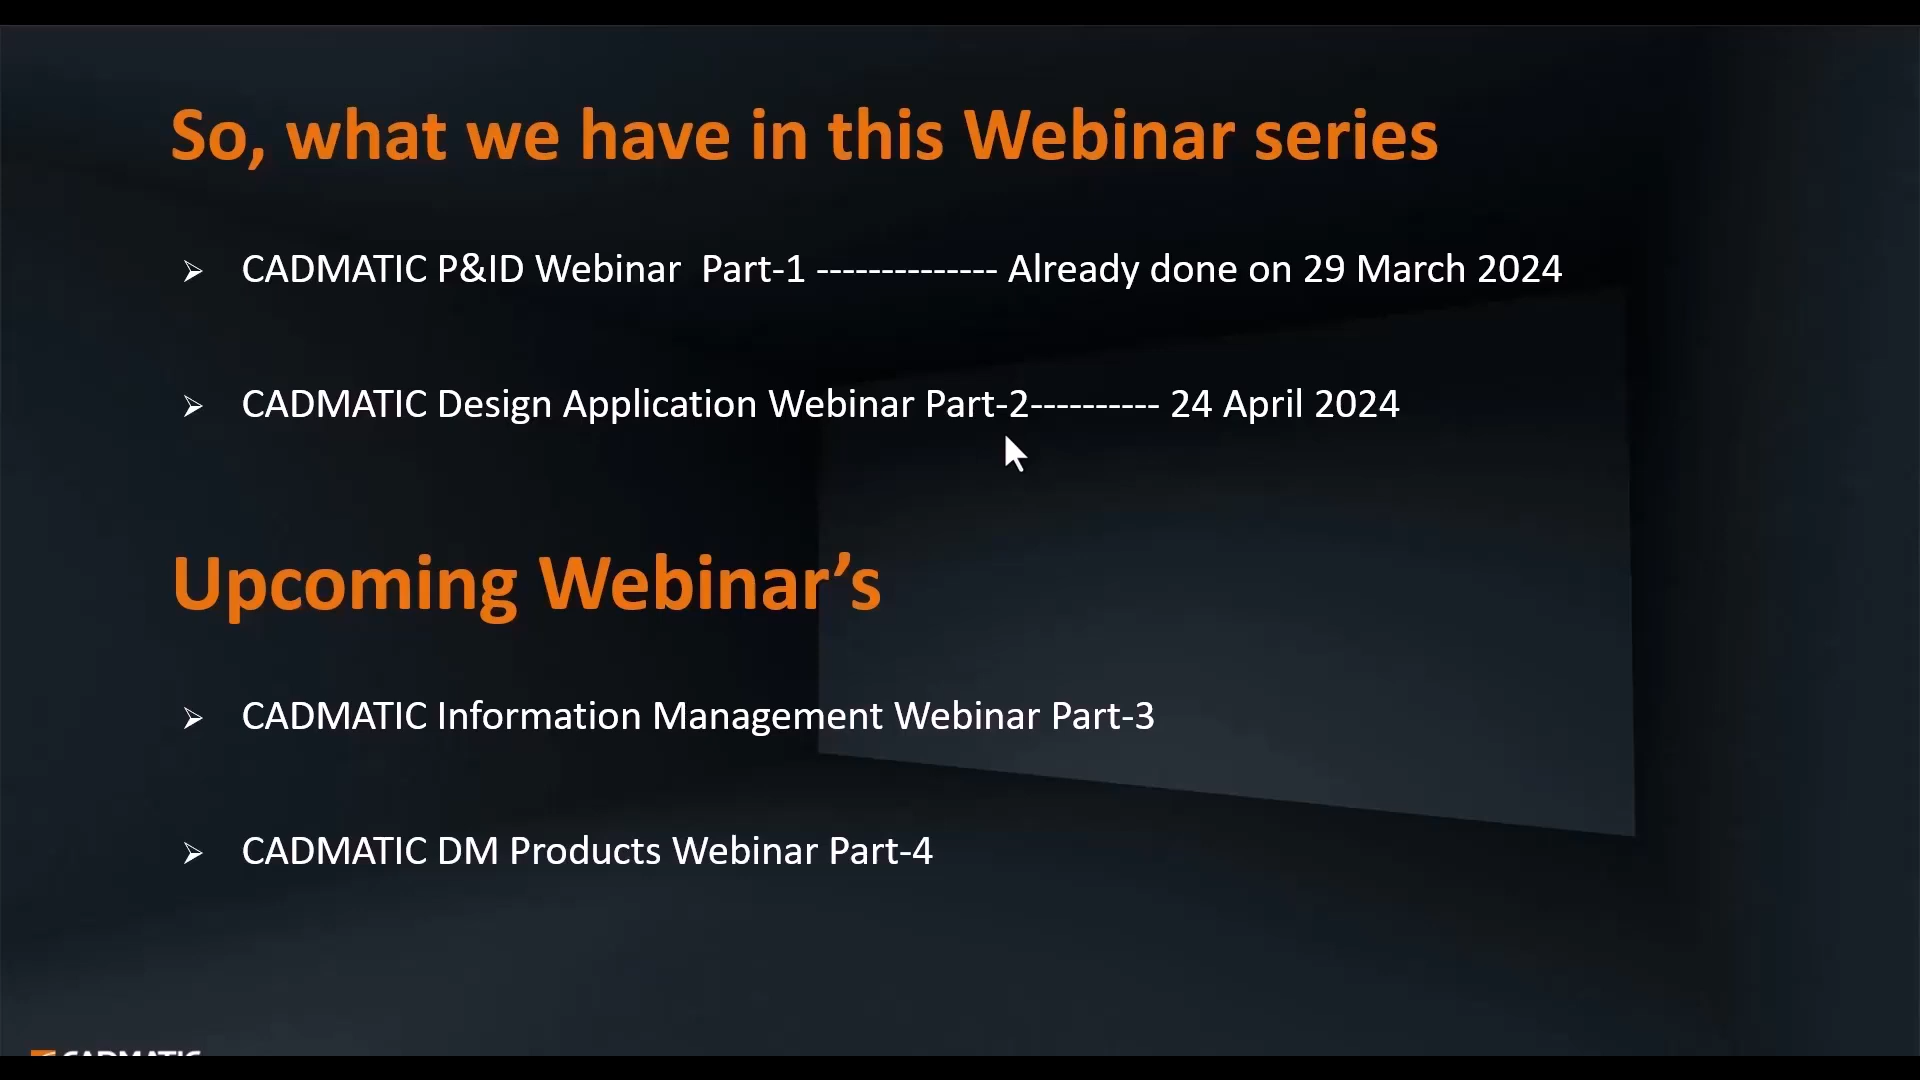 So, what we have in this Webinar series
CADMATIC P&ID Webinar  Part-1 -------------- Already done on 29 March 2024
CADMATIC Design Application Webinar Part-2---------- 24 April 2024
Upcoming Webinar’s
CADMATIC Information Management Webinar Part-3
CADMATIC DM Products Webinar Part-4
CADMATIC